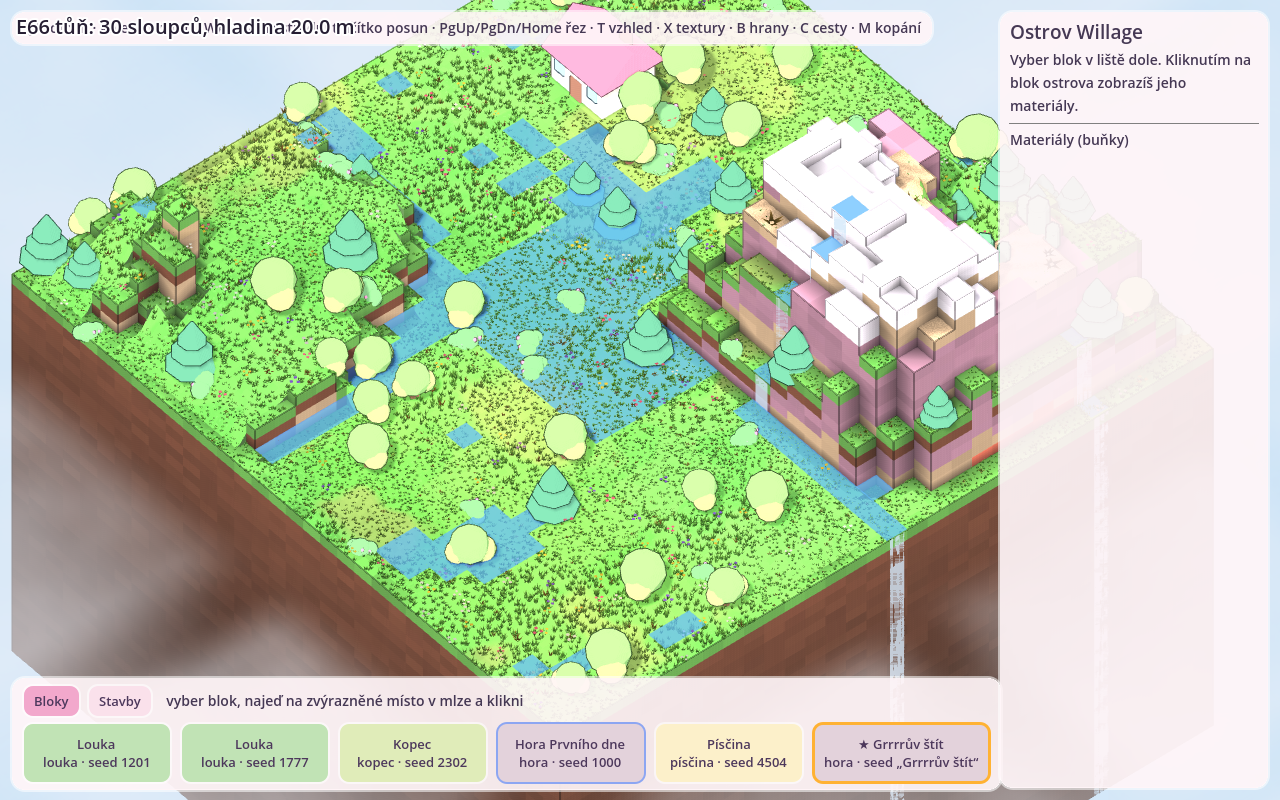 E66 tůň: 30 sloupců, hladina 20.0 m
posun · PgUp/PgDn/Home řez · T vzhled · X textury · B hrany · C cesty · M kopání
Ostrov Village
Vyber blok v liště dole. Kliknutím na
blok ostrova zobrazíš jeho
materiály.
Materiály (buňky)
Bloky
Stavby
vyber blok, najeď na zvýrazněné místo v mlze a klikni
Louka
louka · seed 1201
Louka
louka · seed 1777
Kopec
kopec · seed 2302
Hora Prvního dne
hora · seed 1000
Písčina
písčina · seed 4504
★ Grrrrův štít
hora · seed „Grrrrův štít“